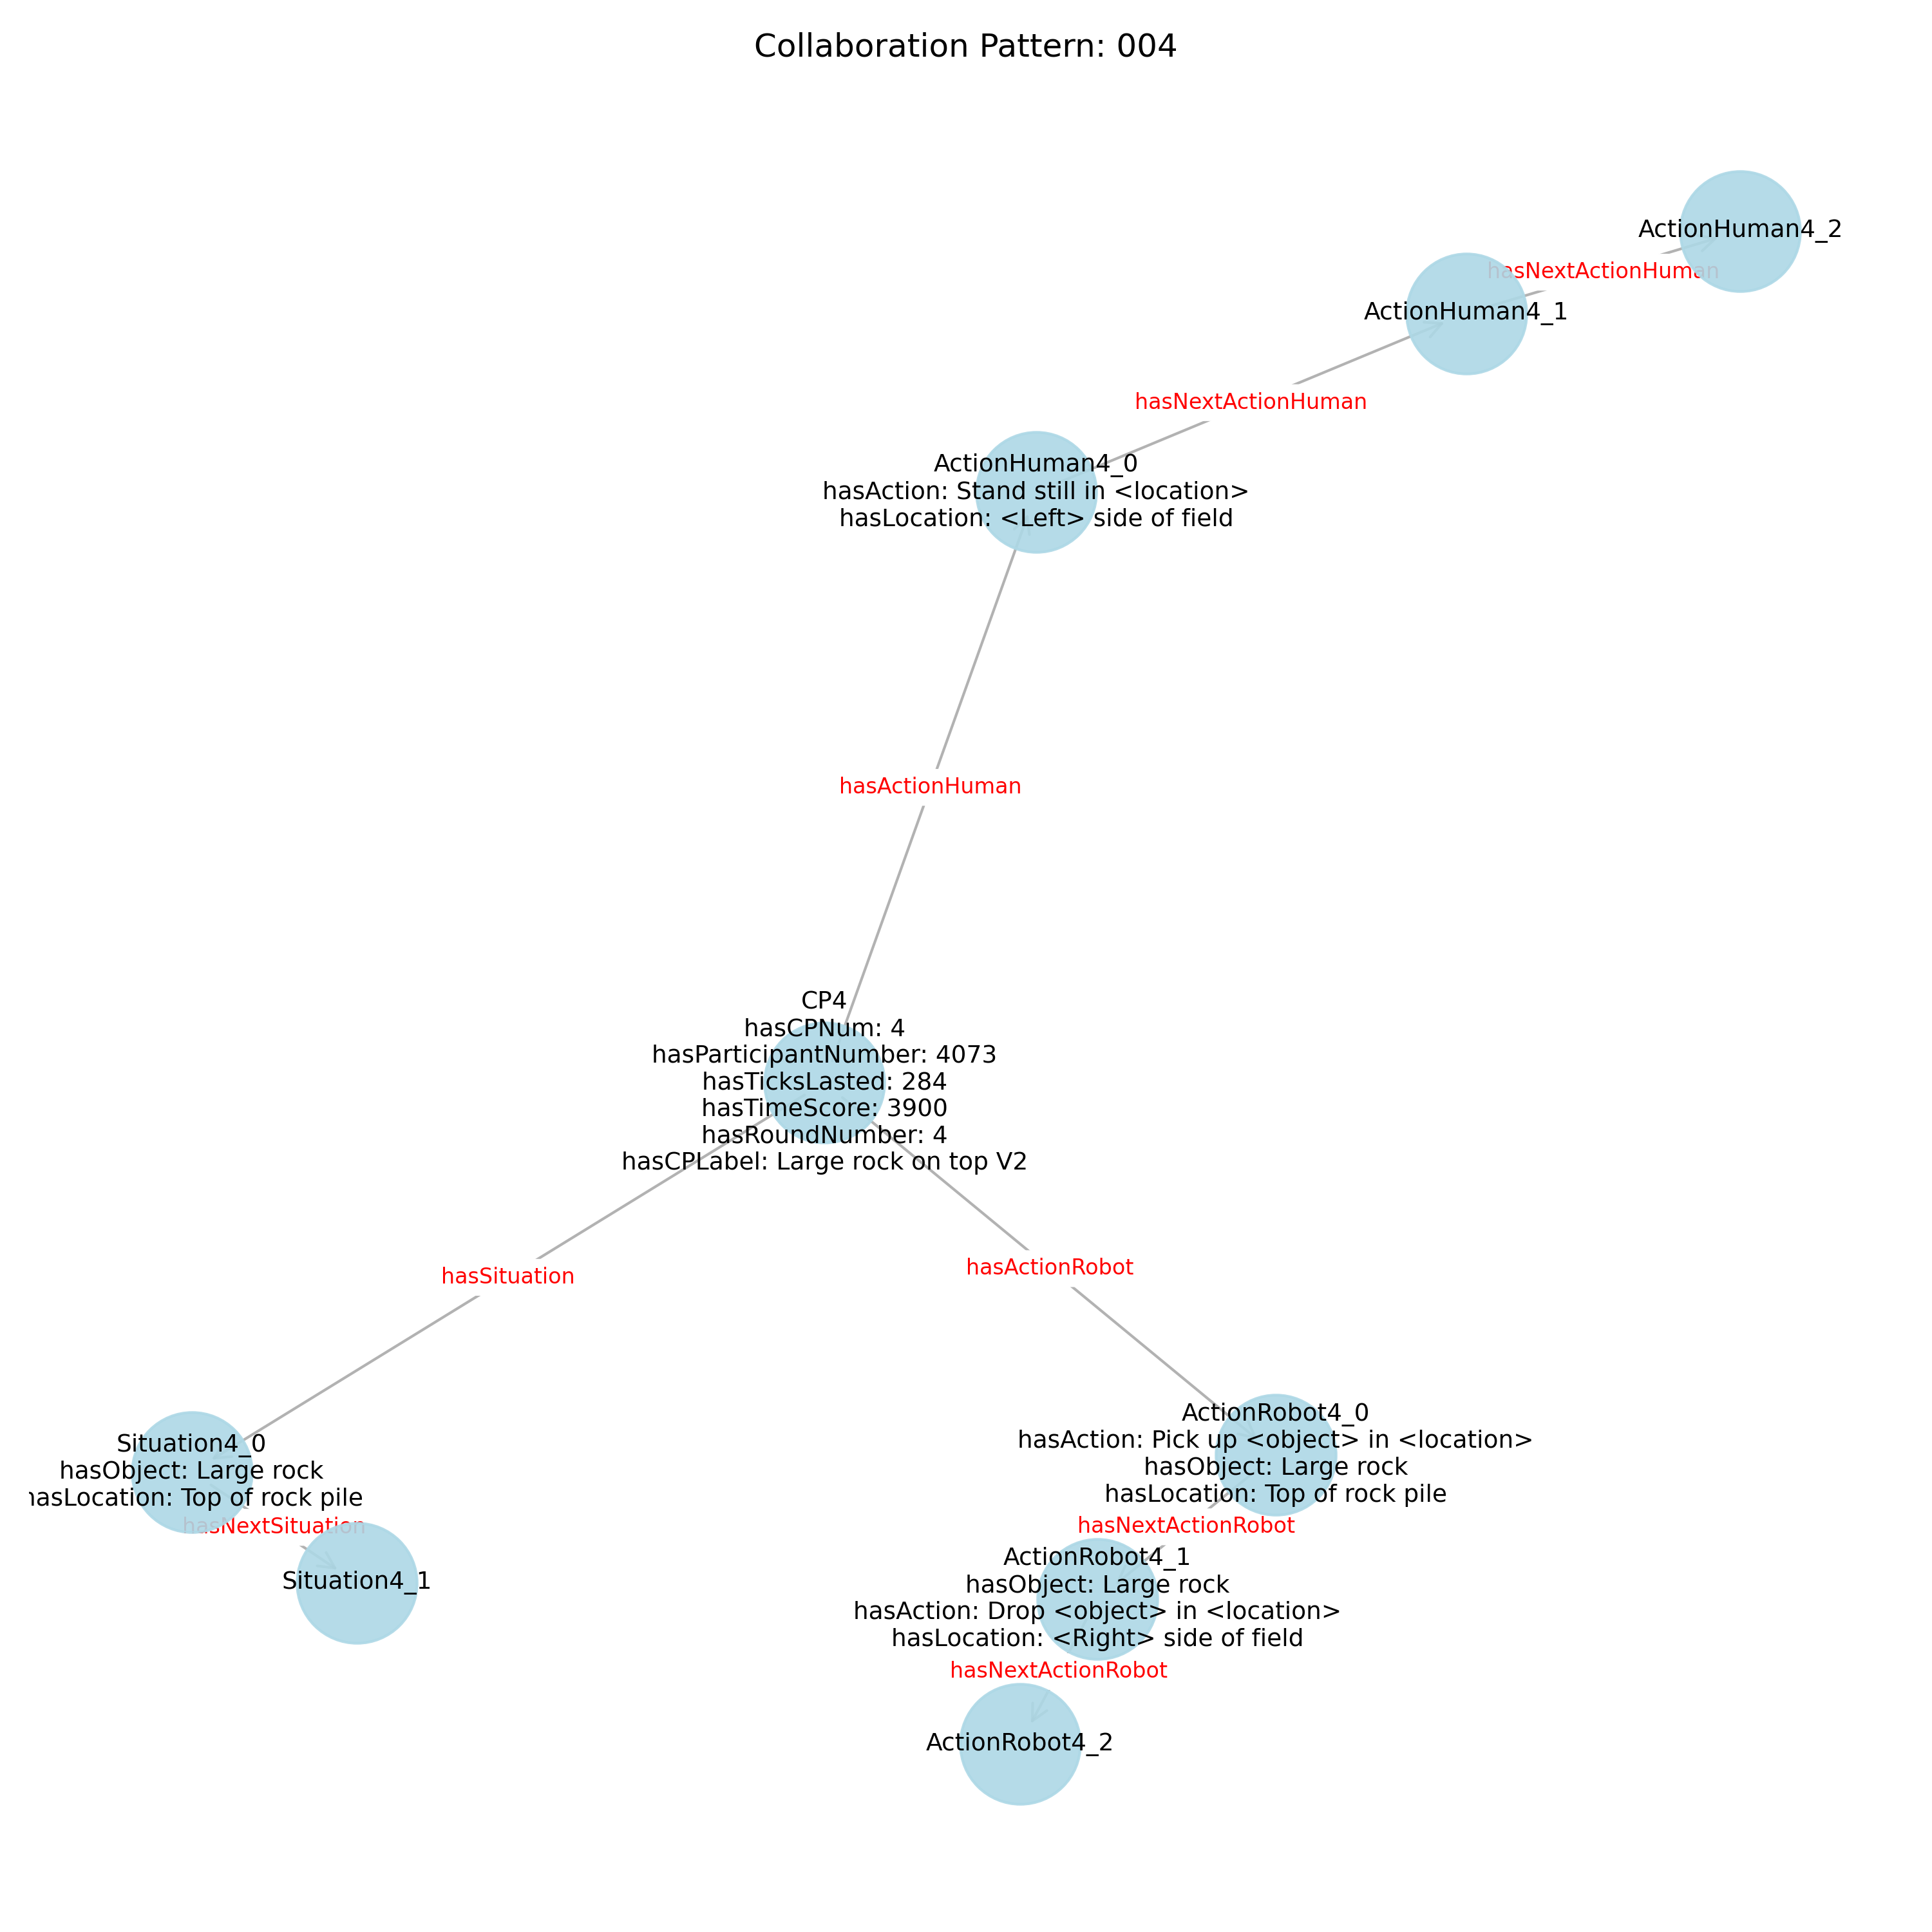 Collaboration Pattern: 004
ActionHuman4_2
hasNextActionHuman
ActionHuman4_1
hasNextActionHuman
ActionHuman4_0
hasAction: Stand still in <location>
hasLocation: <Left> side of field
hasActionHuman
CP4
hasCPNum: 4
hasParticipantNumber: 4073
hasTicksLasted: 284
hasTimeScore: 3900
hasRoundNumber: 4
hasCPLabel: Large rock on top V2
hasSituation
hasActionRobot
Situation4_0
hasObject: Large rock
hasLocation: Top of rock pile
hasNextSituation
Situation4_1
ActionRobot4_0
hasAction: Pick up <object> in <location>
hasObject: Large rock
hasLocation: Top of rock pile
hasNextActionRobot
ActionRobot4_1
hasObject: Large rock
hasAction: Drop <object> in <location>
hasLocation: <Right> side of field
hasNextActionRobot
ActionRobot4_2